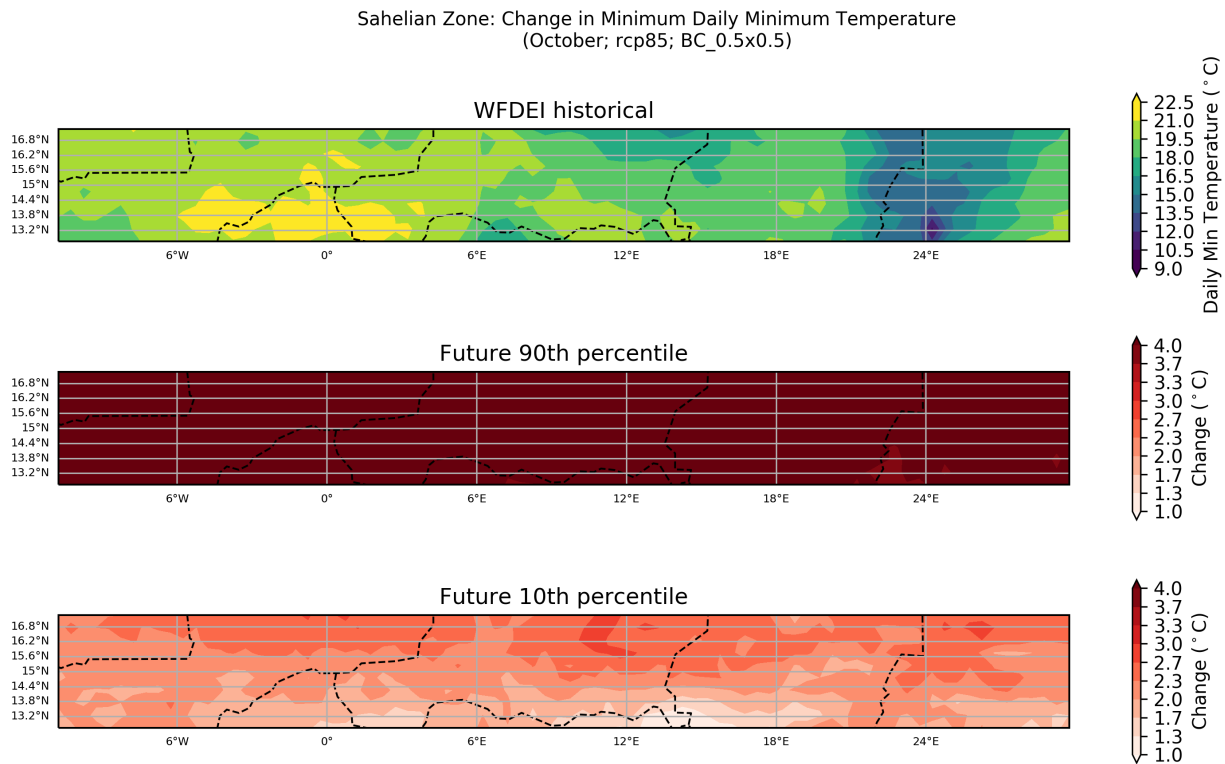 Sahelian Zone: Change in Minimum Daily Minimum Temperature
(October; rcp85; BC_0.5x0.5)
WFDEI historical
16.8°N
16.2°N
15.6°N
15°N
14.4°N
13.8°N
13.2°N
6°W 0° 6°E 12°E 18°E 24°E
22.5
21.0
19.5
18.0
16.5
15.0
13.5
12.0
10.5
9.0
Daily Min Temperature (°C)
Future 90th percentile
16.8°N
16.2°N
15.6°N
15°N
14.4°N
13.8°N
13.2°N
6°W 0° 6°E 12°E 18°E 24°E
4.0
3.7
3.3
3.0
2.7
2.3
2.0
1.7
1.3
1.0
Change (°C)
Future 10th percentile
16.8°N
16.2°N
15.6°N
15°N
14.4°N
13.8°N
13.2°N
6°W 0° 6°E 12°E 18°E 24°E
4.0
3.7
3.3
3.0
2.7
2.3
2.0
1.7
1.3
1.0
Change (°C)